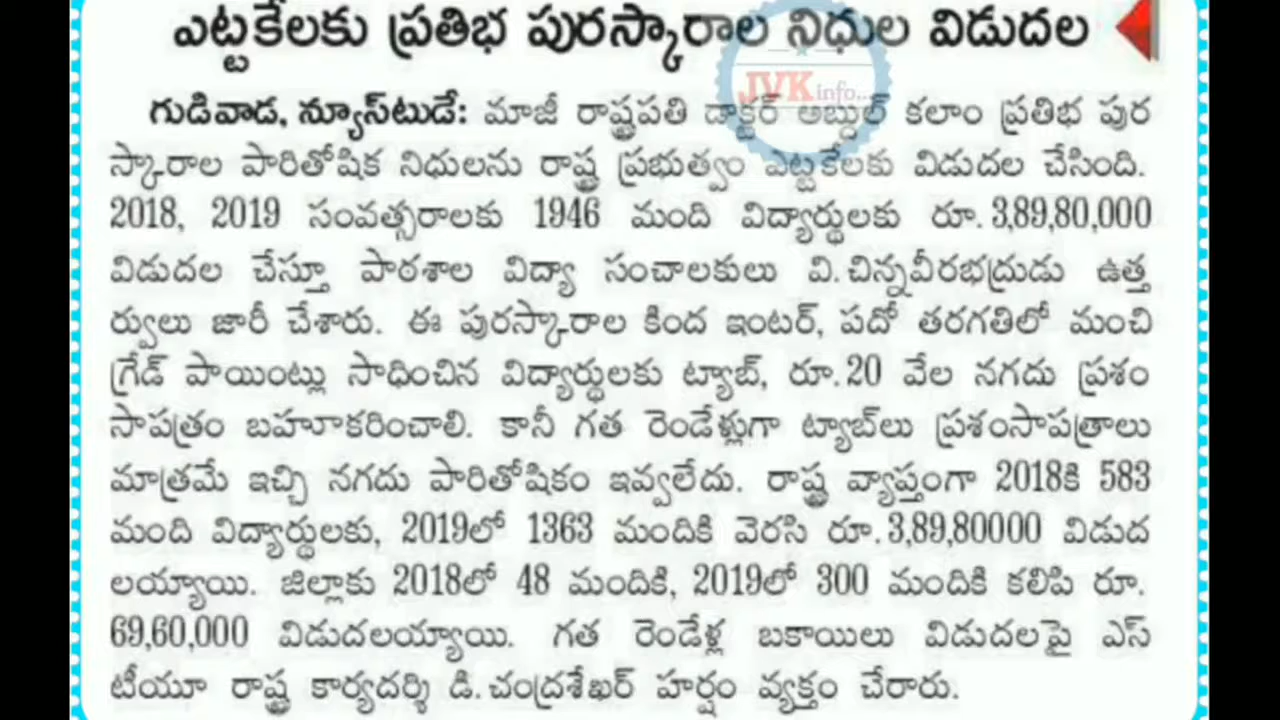 ఎట్టకేలకు ప్రతిభ పురస్కారాల నిధుల విడుదల
JVKinfo...
గుడివాడ, న్యూస్‌టుడే: మాజీ రాష్ట్రపతి డాక్టర్ అబ్దుల్ కలాం ప్రతిభ పుర
స్కారాల పారితోషిక నిధులను రాష్ట్ర ప్రభుత్వం ఎట్టకేలకు విడుదల చేసింది.
2018, 2019 సంవత్సరాలకు 1946 మంది విద్యార్థులకు రూ.3,89,80,000
విడుదల చేస్తూ పాఠశాల విద్యా సంచాలకులు వి.చిన్నవీరభద్రుడు ఉత్త
ర్వులు జారీ చేశారు. ఈ పురస్కారాల కింద ఇంటర్, పదో తరగతిలో మంచి
గ్రేడ్ పాయింట్లు సాధించిన విద్యార్థులకు ట్యాబ్, రూ.20 వేల నగదు ప్రశం
సాపత్రం బహూకరించాలి. కానీ గత రెండేళ్లుగా ట్యాబ్‌లు ప్రశంసాపత్రాలు
మాత్రమే ఇచ్చి నగదు పారితోషికం ఇవ్వలేదు. రాష్ట్ర వ్యాప్తంగా 2018కి 583
మంది విద్యార్థులకు, 2019లో 1363 మందికి వెరసి రూ.3,89,80000 విడుద
లయ్యాయి. జిల్లాకు 2018లో 48 మందికి, 2019లో 300 మందికి కలిపి రూ.
69,60,000 విడుదలయ్యాయి. గత రెండేళ్ల బకాయిలు విడుదలపై ఎస్
టీయూ రాష్ట్ర కార్యదర్శి డి.చంద్రశేఖర్ హర్షం వ్యక్తం చేరారు.